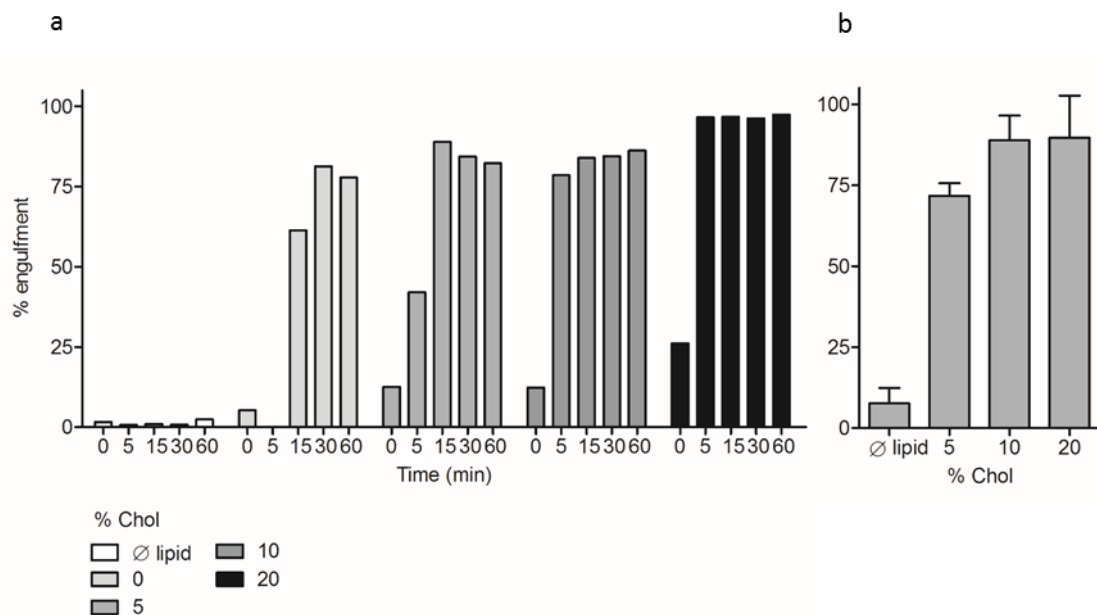 a
b
100
75
50
25
0
% engulfment
0 5 15 30 60 0 5 15 30 60 0 5 15 30 60 0 5 15 30 60 0 5 15 30 60
Time (min)
% Chol
∅ lipid
0
5
10
20
100
75
50
25
0
∅ lipid 5 10 20
% Chol